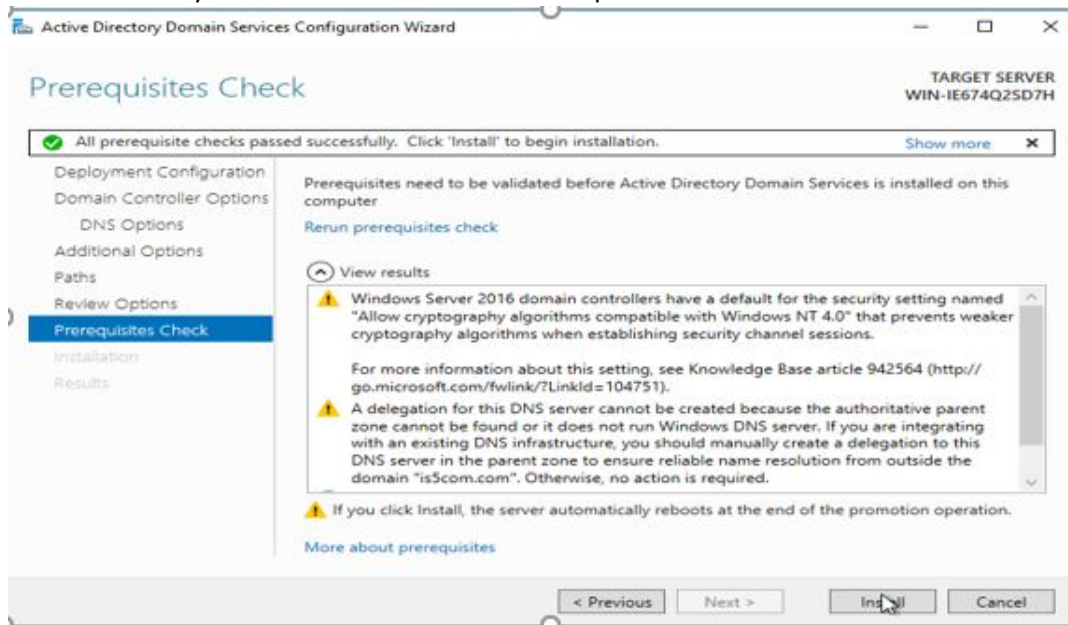 Active Directory Domain Services Configuration Wizard
Prerequisites Check
TARGET SERVER
WIN-IE674Q2SD7H
All prerequisite checks passed successfully. Click 'Install' to begin installation.
Show more
Deployment Configuration
Domain Controller Options
DNS Options
Additional Options
Paths
Review Options
Prerequisites Check
Installation
Results
Prerequisites need to be validated before Active Directory Domain Services is installed on this
computer
Rerun prerequisites check
View results
Windows Server 2016 domain controllers have a default for the security setting named
"Allow cryptography algorithms compatible with Windows NT 4.0" that prevents weaker
cryptography algorithms when establishing security channel sessions.
For more information about this setting, see Knowledge Base article 942564 (http://
go.microsoft.com/fwlink/?LinkId=104751).
A delegation for this DNS server cannot be created because the authoritative parent
zone cannot be found or it does not run Windows DNS server. If you are integrating
with an existing DNS infrastructure, you should manually create a delegation to this
DNS server in the parent zone to ensure reliable name resolution from outside the
domain "is5com.com". Otherwise, no action is required.
If you click Install, the server automatically reboots at the end of the promotion operation.
More about prerequisites
< Previous
Next >
Install
Cancel